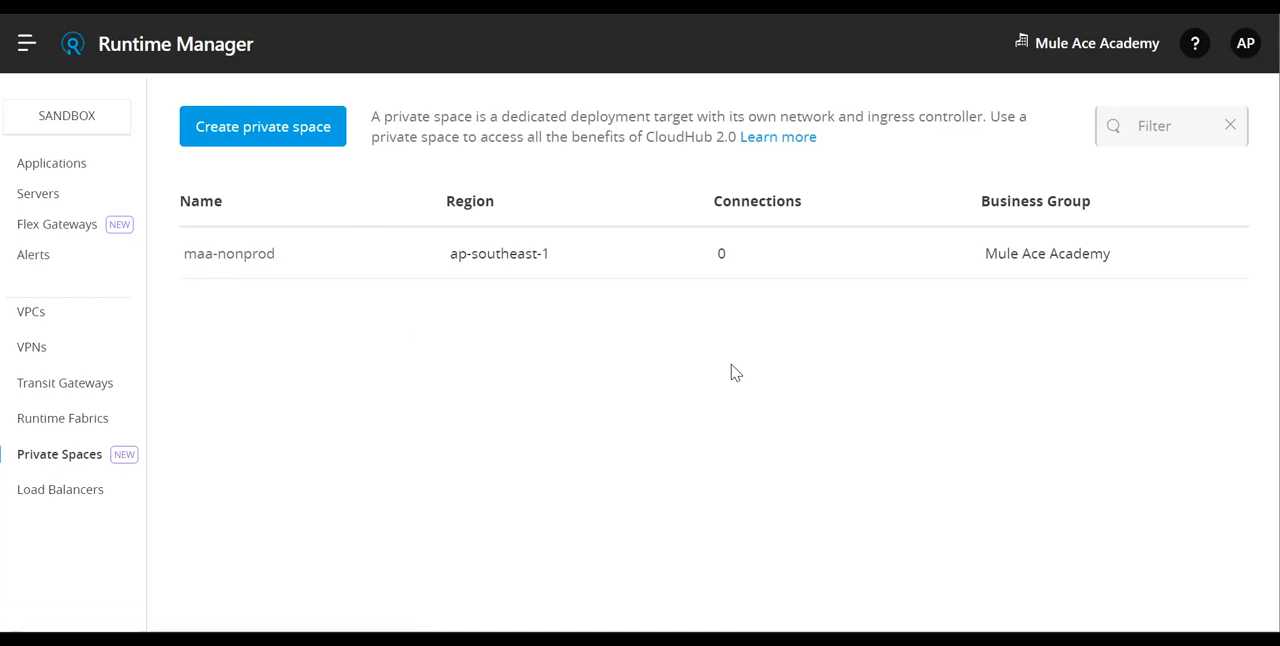 Runtime Manager
Mule Ace Academy
?
AP
SANDBOX
Applications
Servers
Flex Gateways NEW
Alerts
VPCs
VPNs
Transit Gateways
Runtime Fabrics
Private Spaces NEW
Load Balancers
Create private space
A private space is a dedicated deployment target with its own network and ingress controller. Use a
private space to access all the benefits of CloudHub 2.0 Learn more
Filter
Name Region Connections Business Group
maa-nonprod ap-southeast-1 0 Mule Ace Academy